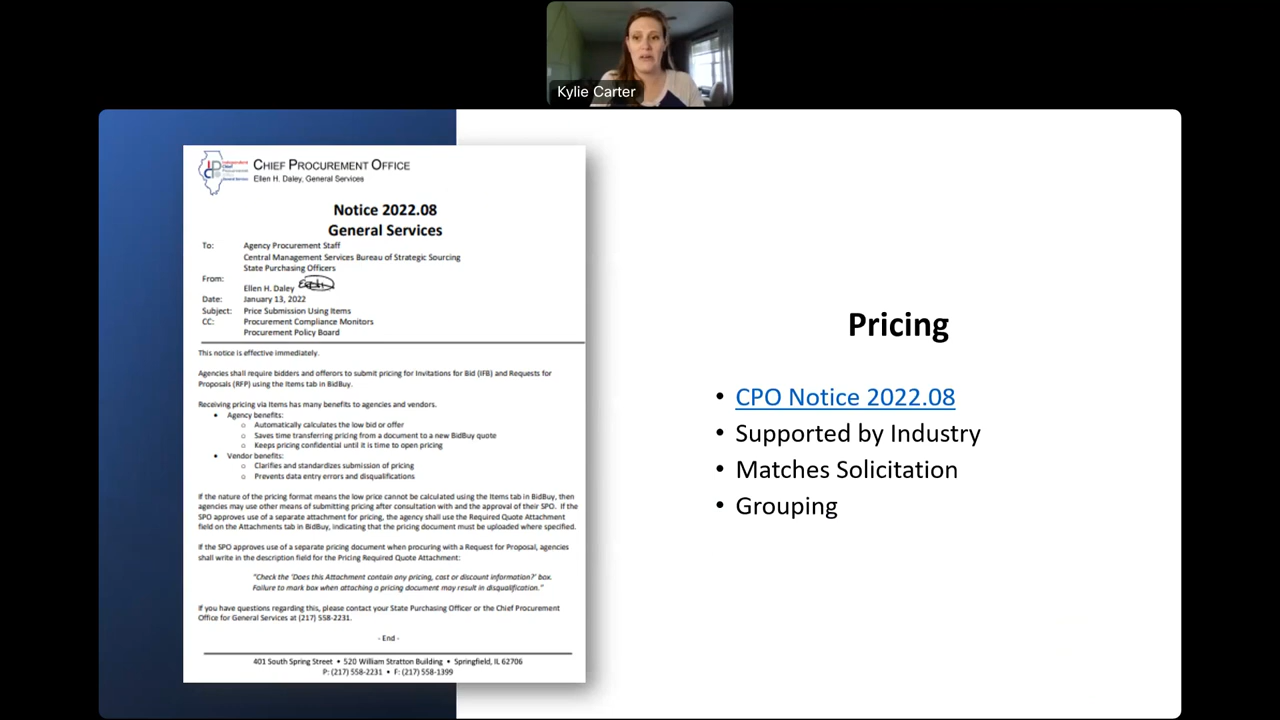 Kylie Carter
CHIEF PROCUREMENT OFFICE
Ellen H. Daley, General Services
Notice 2022.08
General Services
To: Agency Procurement Staff
Central Management Services Bureau of Strategic Sourcing
State Purchasing Officers
From:
Ellen H. Daley
Date: January 13, 2022
Subject: Price Submission Using Items
CC: Procurement Compliance Monitors
Procurement Policy Board
This notice is effective immediately.
Agencies shall require bidders and offerors to submit pricing for Invitations for Bid (IFB) and Requests for
Proposals (RFP) using the Items tab in BidBuy.
Receiving pricing via Items has many benefits to agencies and vendors.
• Agency benefits:
o Automatically calculates the low bid or offer
o Saves time transferring pricing from a document to a new BidBuy quote
o Keeps pricing confidential until it is time to open pricing
• Vendor benefits:
o Clarifies and standardizes submission of pricing
o Prevents data entry errors and disqualifications
If the nature of the pricing format means the low price cannot be calculated using the Items tab in BidBuy, then
agencies may use other means of submitting pricing after consultation with and the approval of their SPO. If the
SPO approves use of a separate attachment for pricing, the agency shall use the Required Quote Attachment
field on the Attachments tab in BidBuy, indicating that the pricing document must be uploaded where specified.
If the SPO approves use of a separate pricing document when procuring with a Request for Proposal, agencies
shall write in the description field for the Pricing Required Quote Attachment:
"Check the 'Does this Attachment contain any pricing, cost or discount information?' box.
Failure to mark box when attaching a pricing document may result in disqualification."
If you have questions regarding this, please contact your State Purchasing Officer or the Chief Procurement
Office for General Services at (217) 558-2231.
- End -
401 South Spring Street • 520 William Stratton Building • Springfield, IL 62706
P: (217) 558-2231 • F: (217) 558-1399
Pricing
• CPO Notice 2022.08
• Supported by Industry
• Matches Solicitation
• Grouping